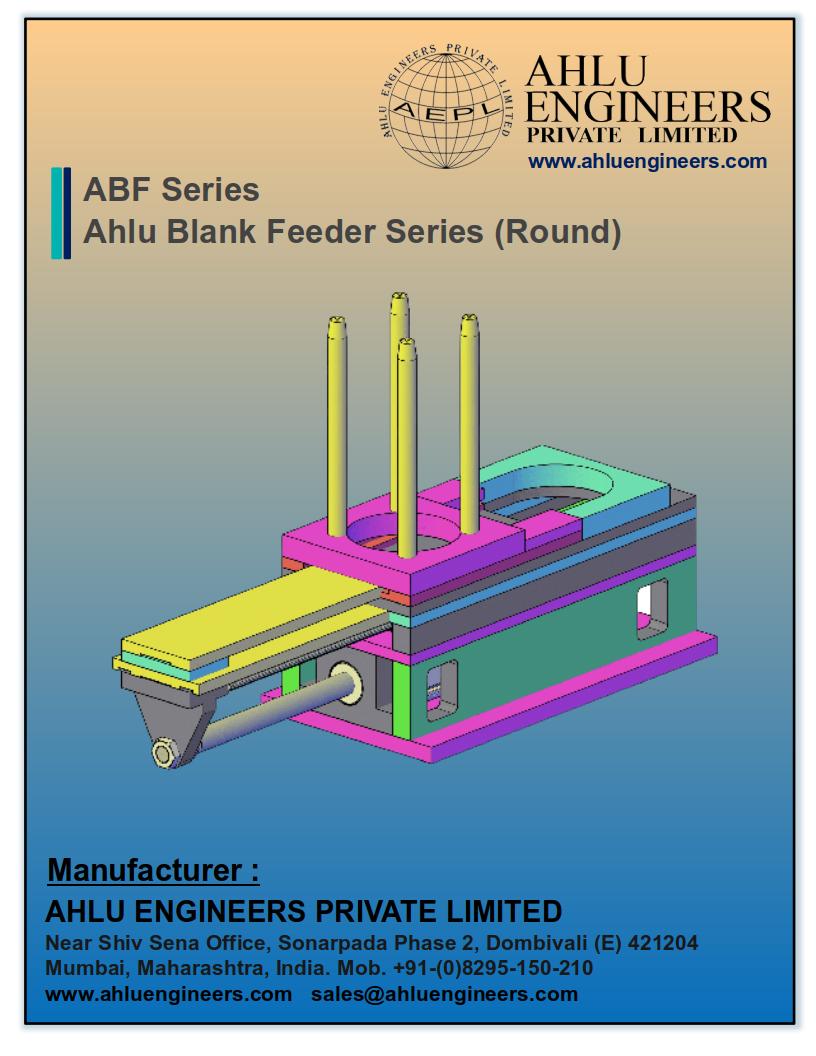 AHLU ENGINEERS PRIVATE LIMITED
AEPL
AHLU
ENGINEERS
PRIVATE LIMITED
www.ahluengineers.com
ABF Series
Ahlu Blank Feeder Series (Round)
Manufacturer :
AHLU ENGINEERS PRIVATE LIMITED
Near Shiv Sena Office, Sonarpada Phase 2, Dombivali (E) 421204
Mumbai, Maharashtra, India. Mob. +91-(0)8295-150-210
www.ahluengineers.com sales@ahluengineers.com